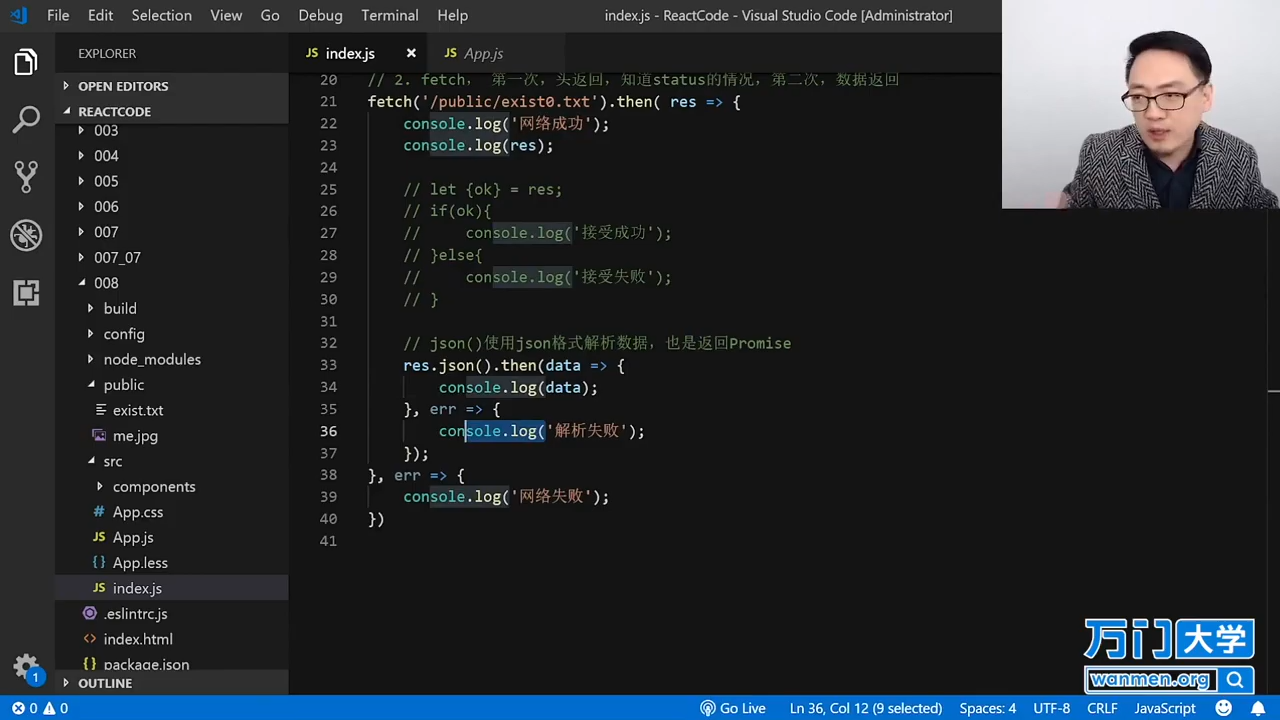 File Edit Selection View Go Debug Terminal Help index.js - ReactCode - Visual Studio Code [Administrator]
EXPLORER
JS index.js × JS App.js
OPEN EDITORS
REACTCODE
003
004
005
006
007
007_07
008
build
config
node_modules
public
exist.txt
me.jpg
src
components
App.css
JS App.js
{} App.less
JS index.js
.eslintrc.js
<> index.html
{} package.json
OUTLINE
20 // 2. fetch, 第一次，头返回，知道status的情况，第二次，数据返回
21 fetch('/public/exist0.txt').then( res => {
22 console.log('网络成功');
23 console.log(res);
24
25 // let {ok} = res;
26 // if(ok){
27 // console.log('接受成功');
28 // }else{
29 // console.log('接受失败');
30 // }
31
32 // json()使用json格式解析数据，也是返回Promise
33 res.json().then(data => {
34 console.log(data);
35 }, err => {
36 console.log('解析失败');
37 });
38 }, err => {
39 console.log('网络失败');
40 })
41
万门大学
wanmen.org
1
0 0 Go Live Ln 36, Col 12 (9 selected) Spaces: 4 UTF-8 CRLF JavaScript